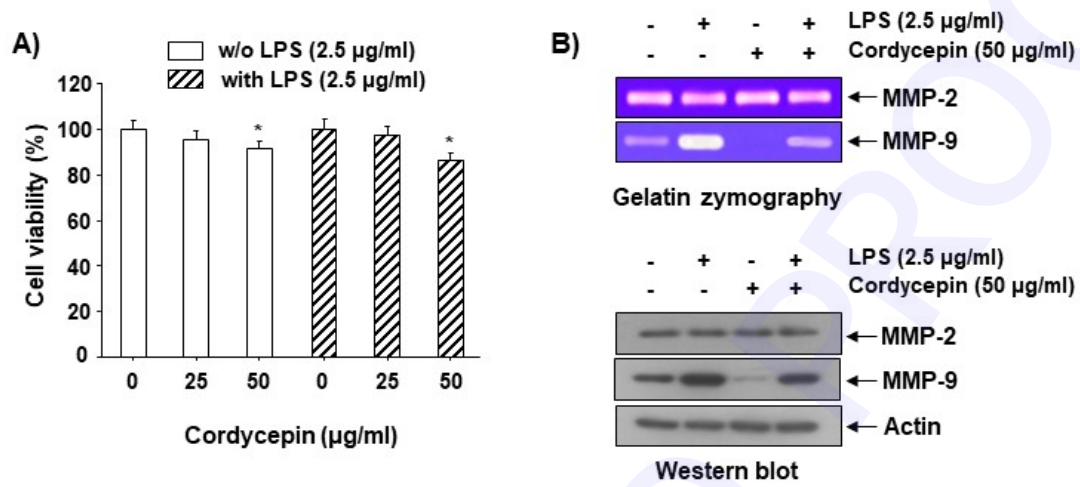 A)
w/o LPS (2.5 µg/ml)
with LPS (2.5 µg/ml)
Cell viability (%)
120
100
80
60
40
20
0
* *
0 25 50 0 25 50
Cordycepin (µg/ml)
B)
- + - + LPS (2.5 µg/ml)
- - + + Cordycepin (50 µg/ml)
MMP-2
MMP-9
Gelatin zymography
- + - + LPS (2.5 µg/ml)
- - + + Cordycepin (50 µg/ml)
MMP-2
MMP-9
Actin
Western blot
PROO